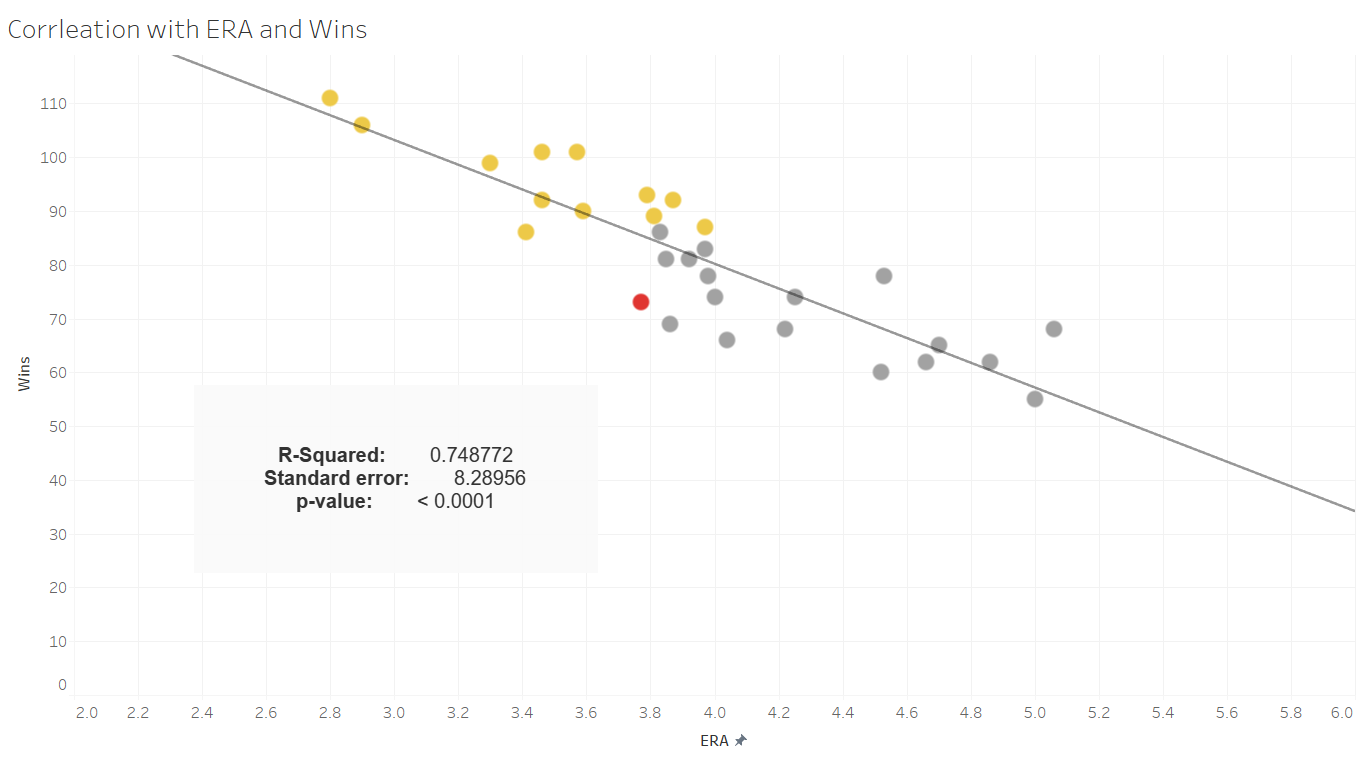 Corrleation with ERA and Wins
110
100
90
80
70
60
50
40
30
20
10
0
Wins
R-Squared: 0.748772
Standard error: 8.28956
p-value: < 0.0001
2.0 2.2 2.4 2.6 2.8 3.0 3.2 3.4 3.6 3.8 4.0 4.2 4.4 4.6 4.8 5.0 5.2 5.4 5.6 5.8 6.0
ERA